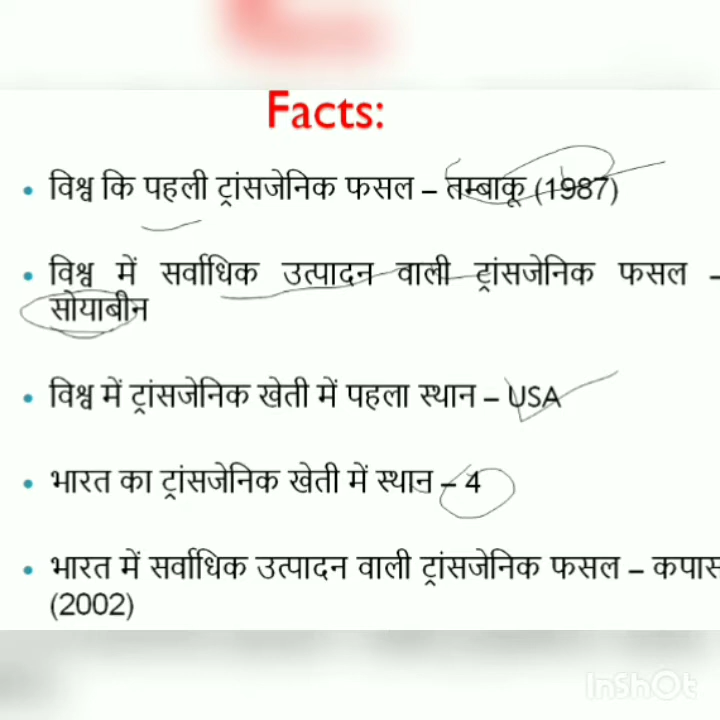 Facts:
• विश्व कि पहली ट्रांसजेनिक फसल – तम्बाकू (1987)
• विश्व में सर्वाधिक उत्पादन वाली ट्रांसजेनिक फसल –
सोयाबीन
• विश्व में ट्रांसजेनिक खेती में पहला स्थान – USA
• भारत का ट्रांसजेनिक खेती में स्थान – 4
• भारत में सर्वाधिक उत्पादन वाली ट्रांसजेनिक फसल – कपास
(2002)
InShOt